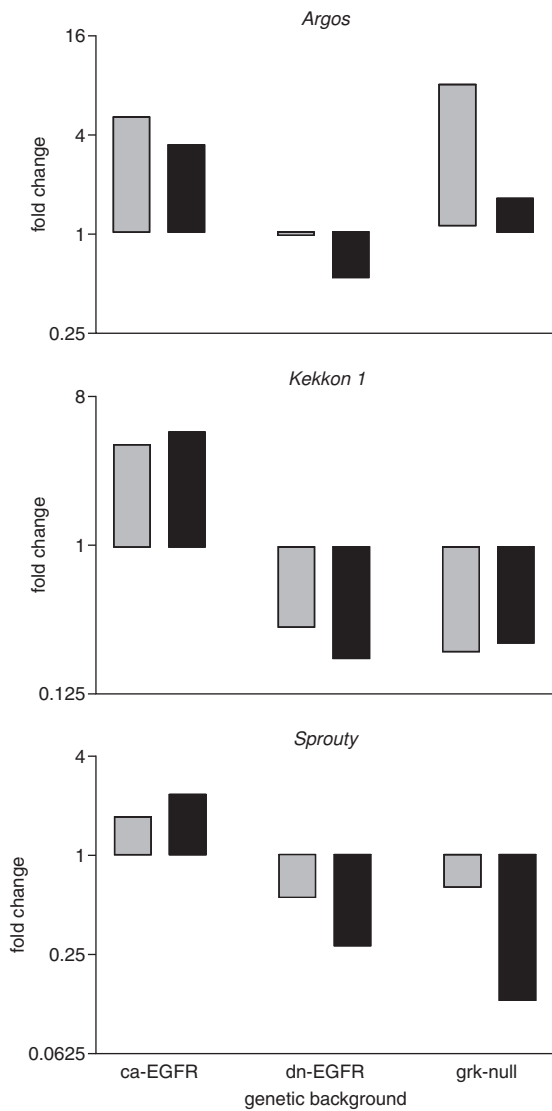 Argos
16
4
1
0.25
fold change
Kekkon 1
8
1
0.125
fold change
Sprouty
4
1
0.25
0.0625
fold change
ca-EGFR dn-EGFR grk-null
genetic background